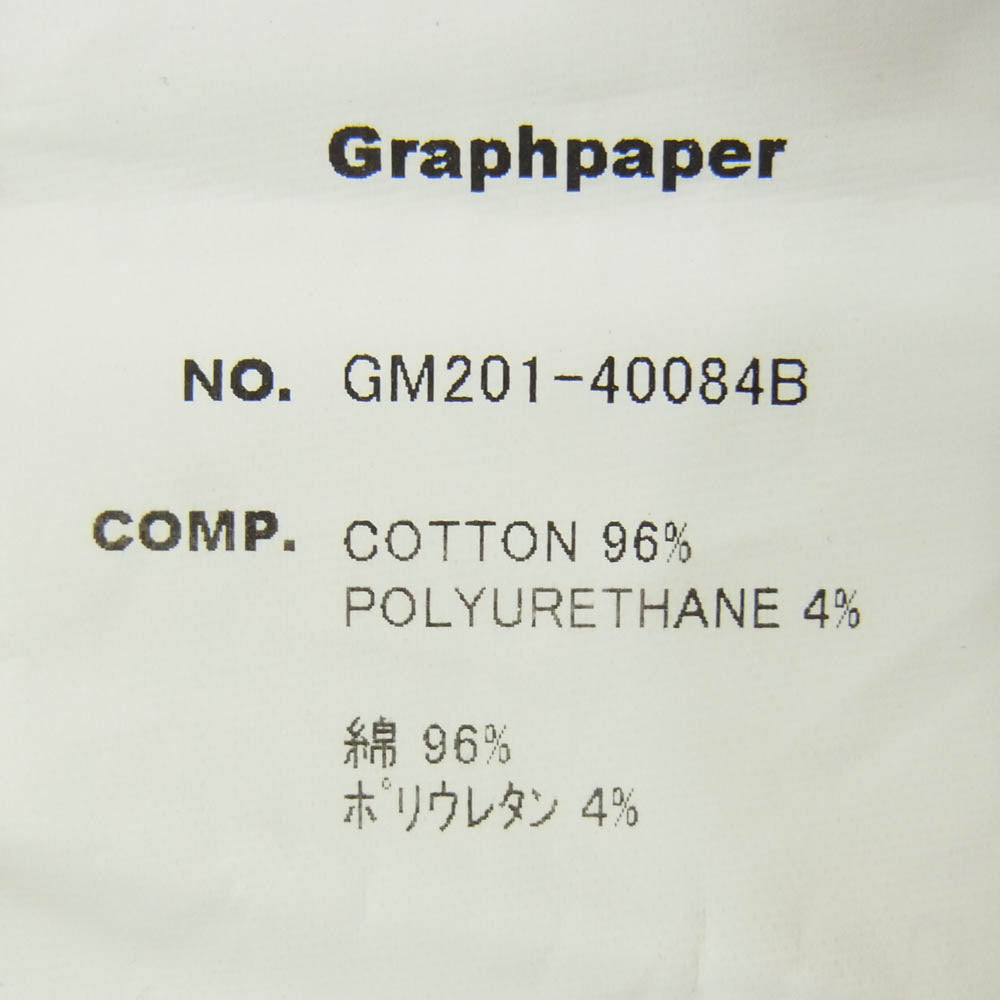 Graphpaper
NO. GM201-40084B
COMP. COTTON 96%
POLYURETHANE 4%
綿 96%
ポリウレタン 4%